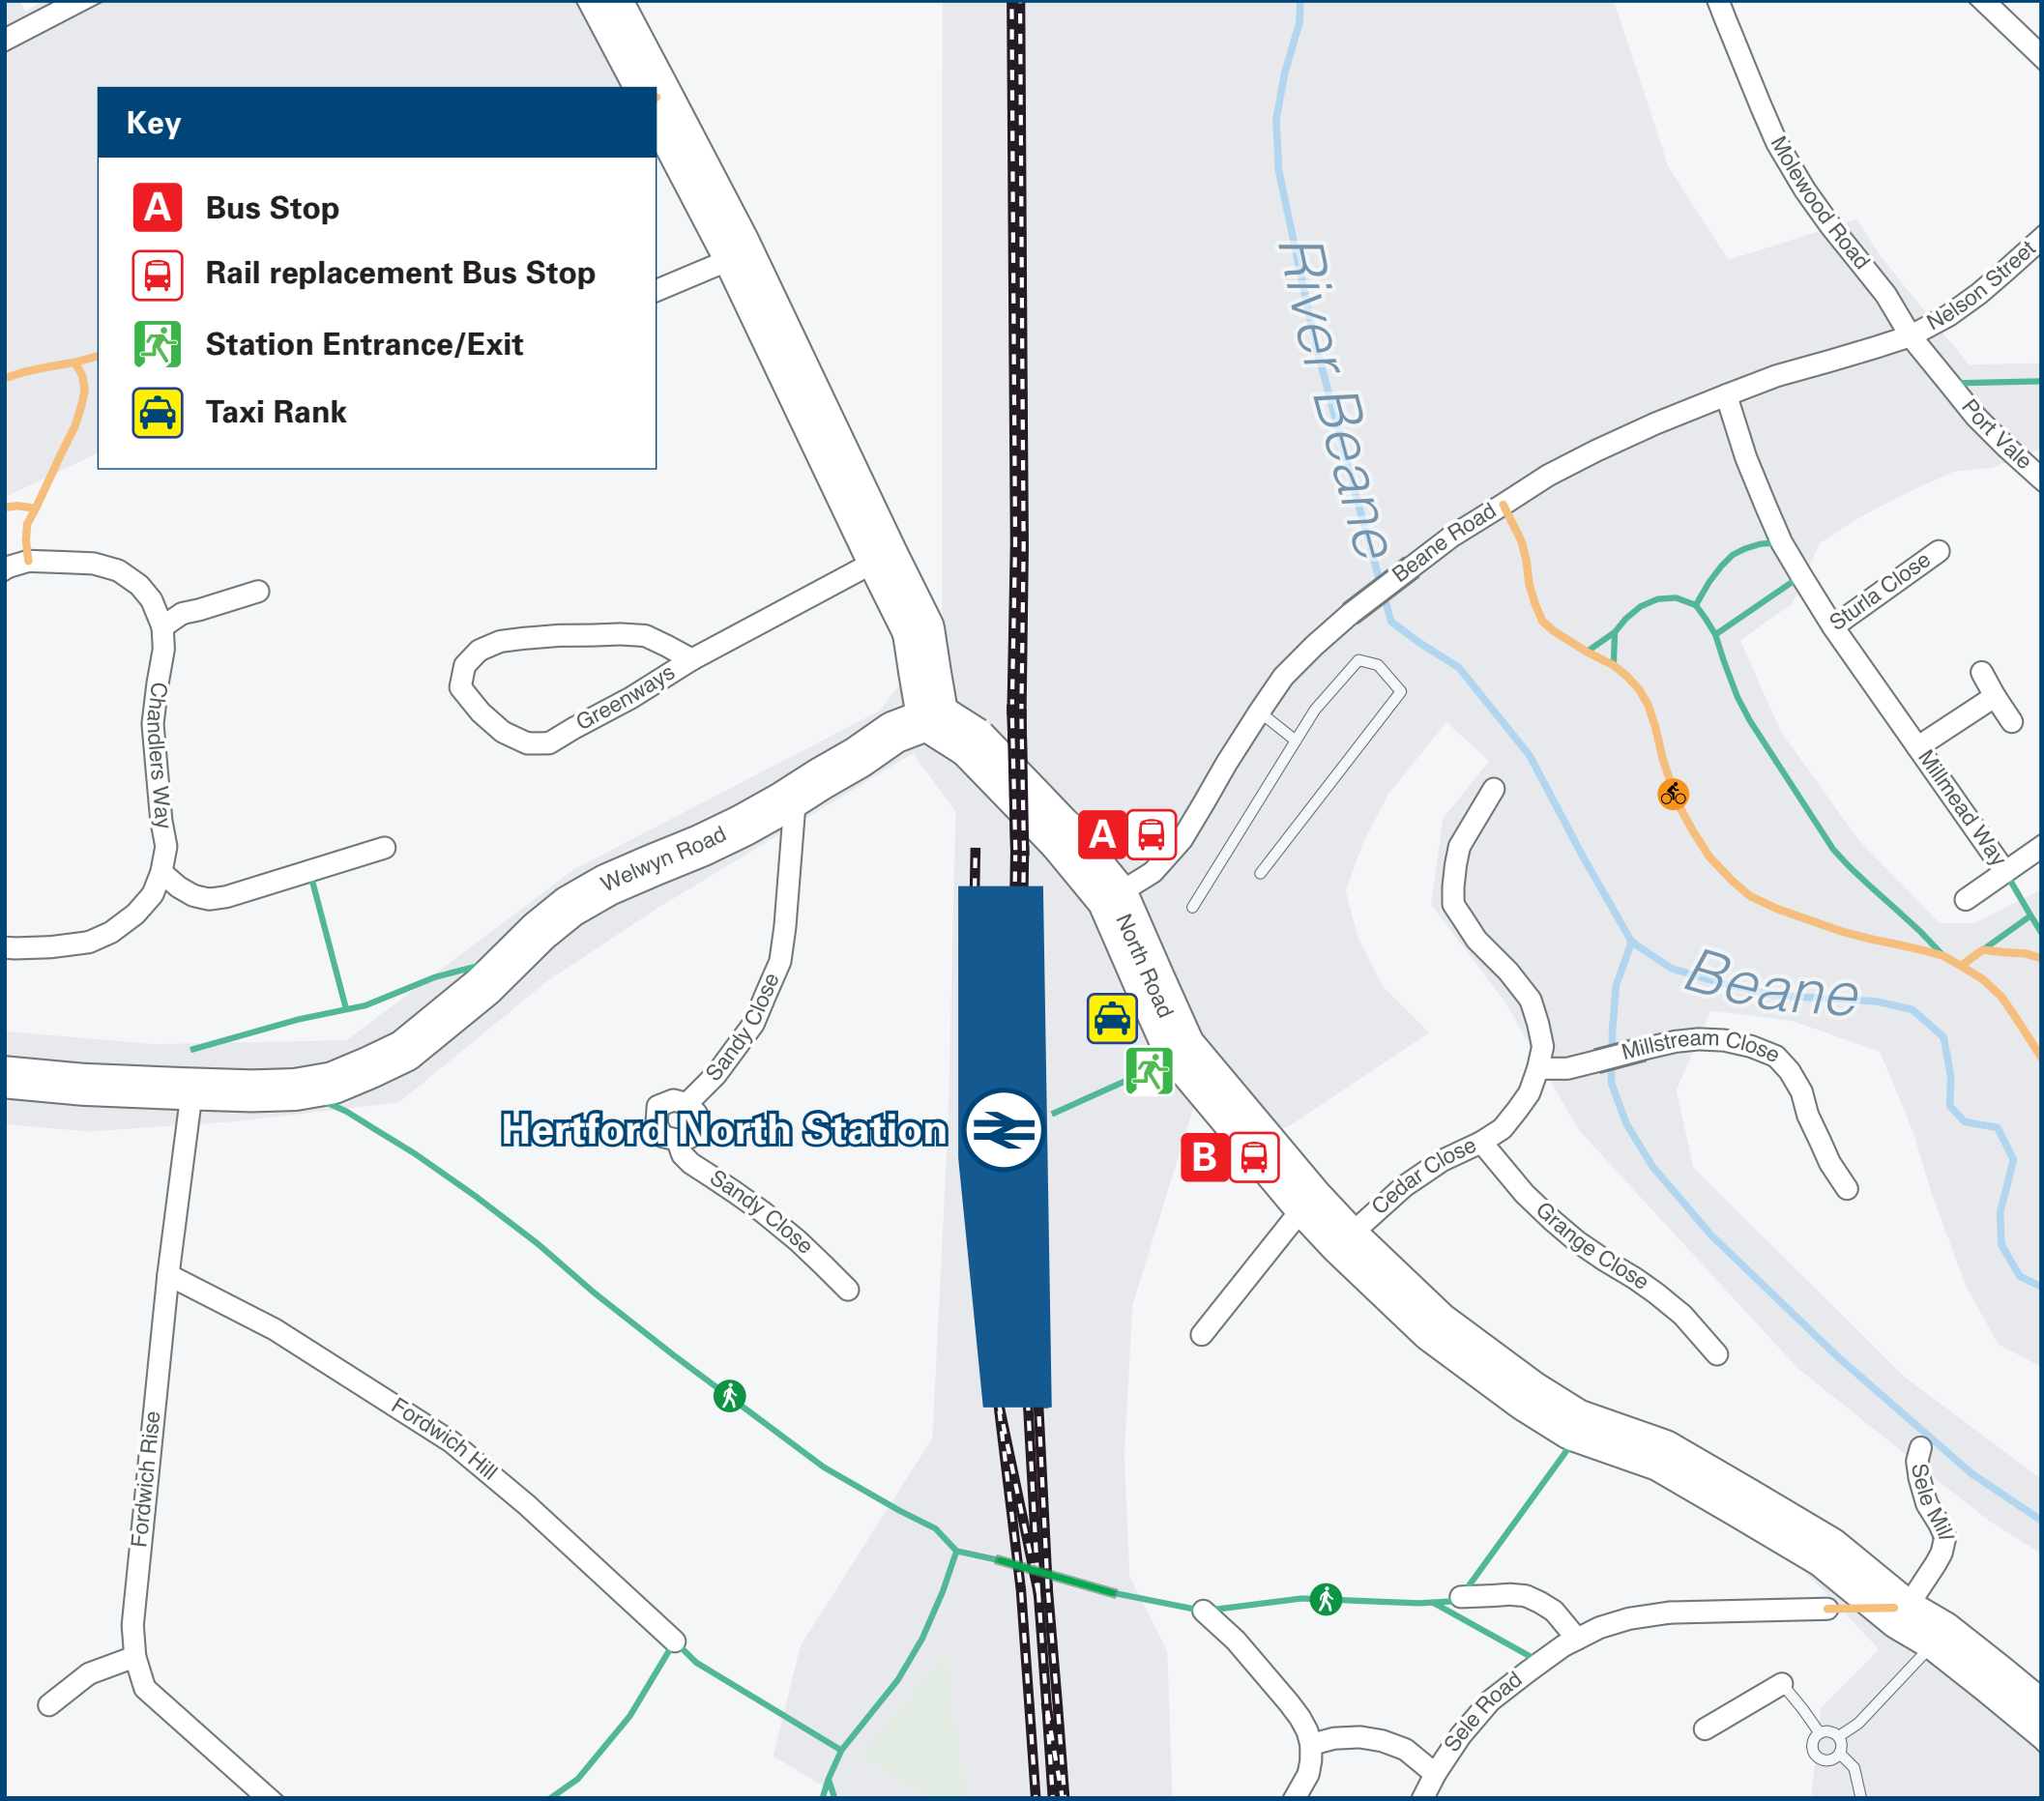 Key
A
Bus Stop
Rail replacement Bus Stop
Station Entrance/Exit
Taxi Rank
Molewood Road
Nelson Street
Port Vale
River Beane
Beane Road
Sturla Close
Chandlers Way
Greenways
Millmead Way
Welwyn Road
A
North Road
Sandy Close
Beane
Millstream Close
Hertford North Station
B
Cedar Close
Sandy Close
Grange Close
Fordwich Rise
Fordwich Hill
Sele Mill
Sele Road